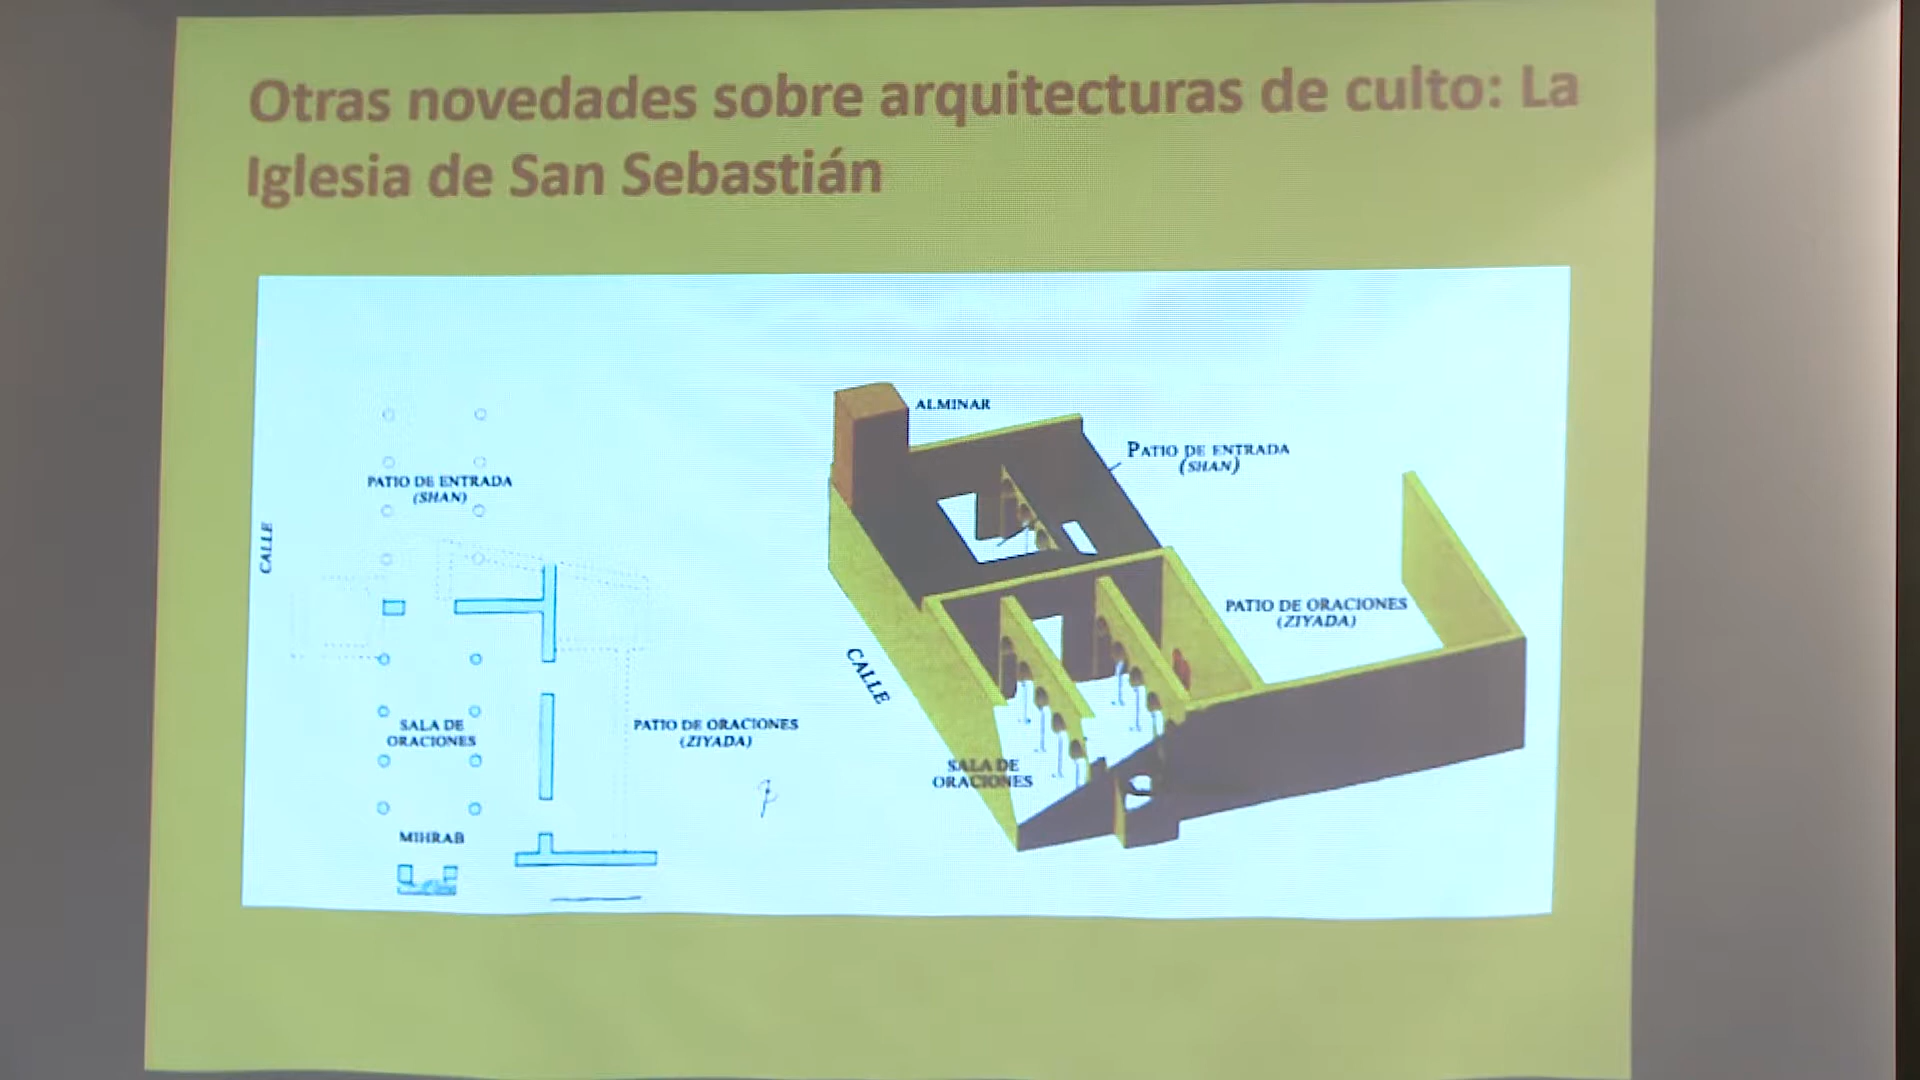 Otras novedades sobre arquitecturas de culto: La
Iglesia de San Sebastián
PATIO DE ENTRADA
(SHAN)
CALLE
SALA DE
ORACIONES
PATIO DE ORACIONES
(ZIYADA)
MIHRAB
ALMINAR
PATIO DE ENTRADA
(SHAN)
PATIO DE ORACIONES
(ZIYADA)
CALLE
SALA DE
ORACIONES